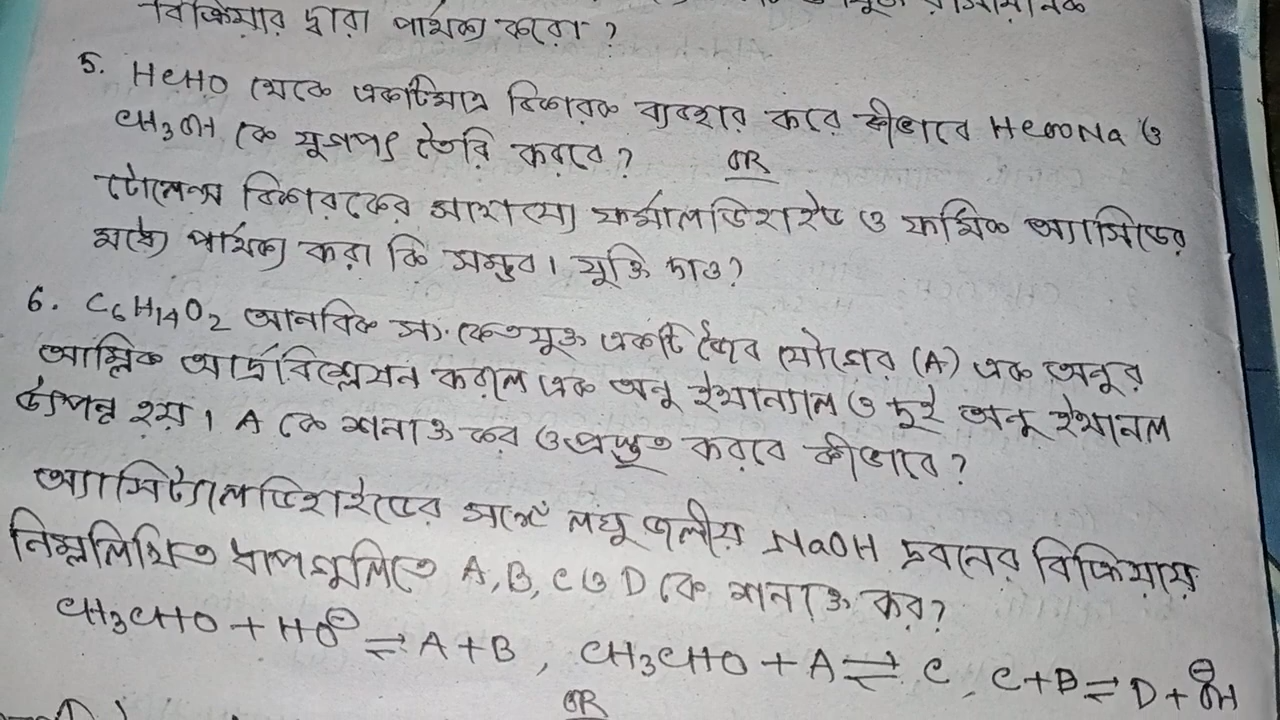 বিক্রিয়ার দ্বারা পার্থক্য করো ?
5. HCHO থেকে একটিমাত্র বিকারক ব্যবহার করে কীভাবে HCOONa ও
CH3OH কে যুগপৎ তৈরি করবে ? OR
টোলেন্স বিকারকের সাহায্যে ফর্মালডিহাইড ও ফর্মিক অ্যাসিডের
মধ্যে পার্থক্য করা কি সম্ভব। যুক্তি দাও ?
6. C6H14O2 আনবিক সংকেতযুক্ত একটি জৈব যৌগের (A) এক অনুর
আম্লিক আর্দ্রবিশ্লেষন করলে এক অনু ইথান্যাল ও দুই অনু ইথানল
উৎপন্ন হয়। A কে শনাক্ত কর ও প্রস্তুত করবে কীভাবে ?
অ্যাসিট্যালডিহাইডের সঙ্গে লঘু জলীয় NaOH দ্রবনের বিক্রিয়ায়
নিম্নলিখিত ধাপগুলিতে A, B, C ও D কে শনাক্ত কর ?
CH3CHO + HO⊖ ⇌ A + B , CH3CHO + A ⇌ C , C + B ⇌ D + ⊖OH
OR